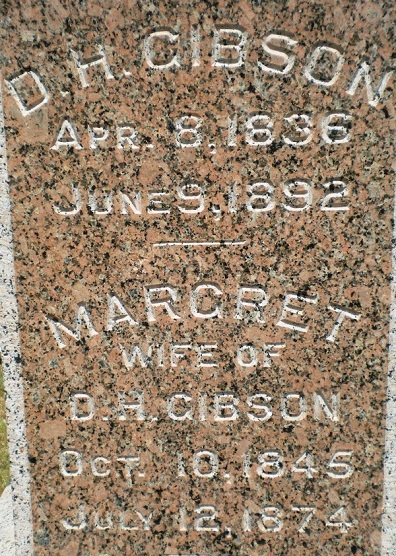 D. H. GIBSON
APR. 8, 1836
JUNE 9, 1892
MARGRET
WIFE OF
D. H. GIBSON
OCT. 10, 1845
JULY 12, 1874